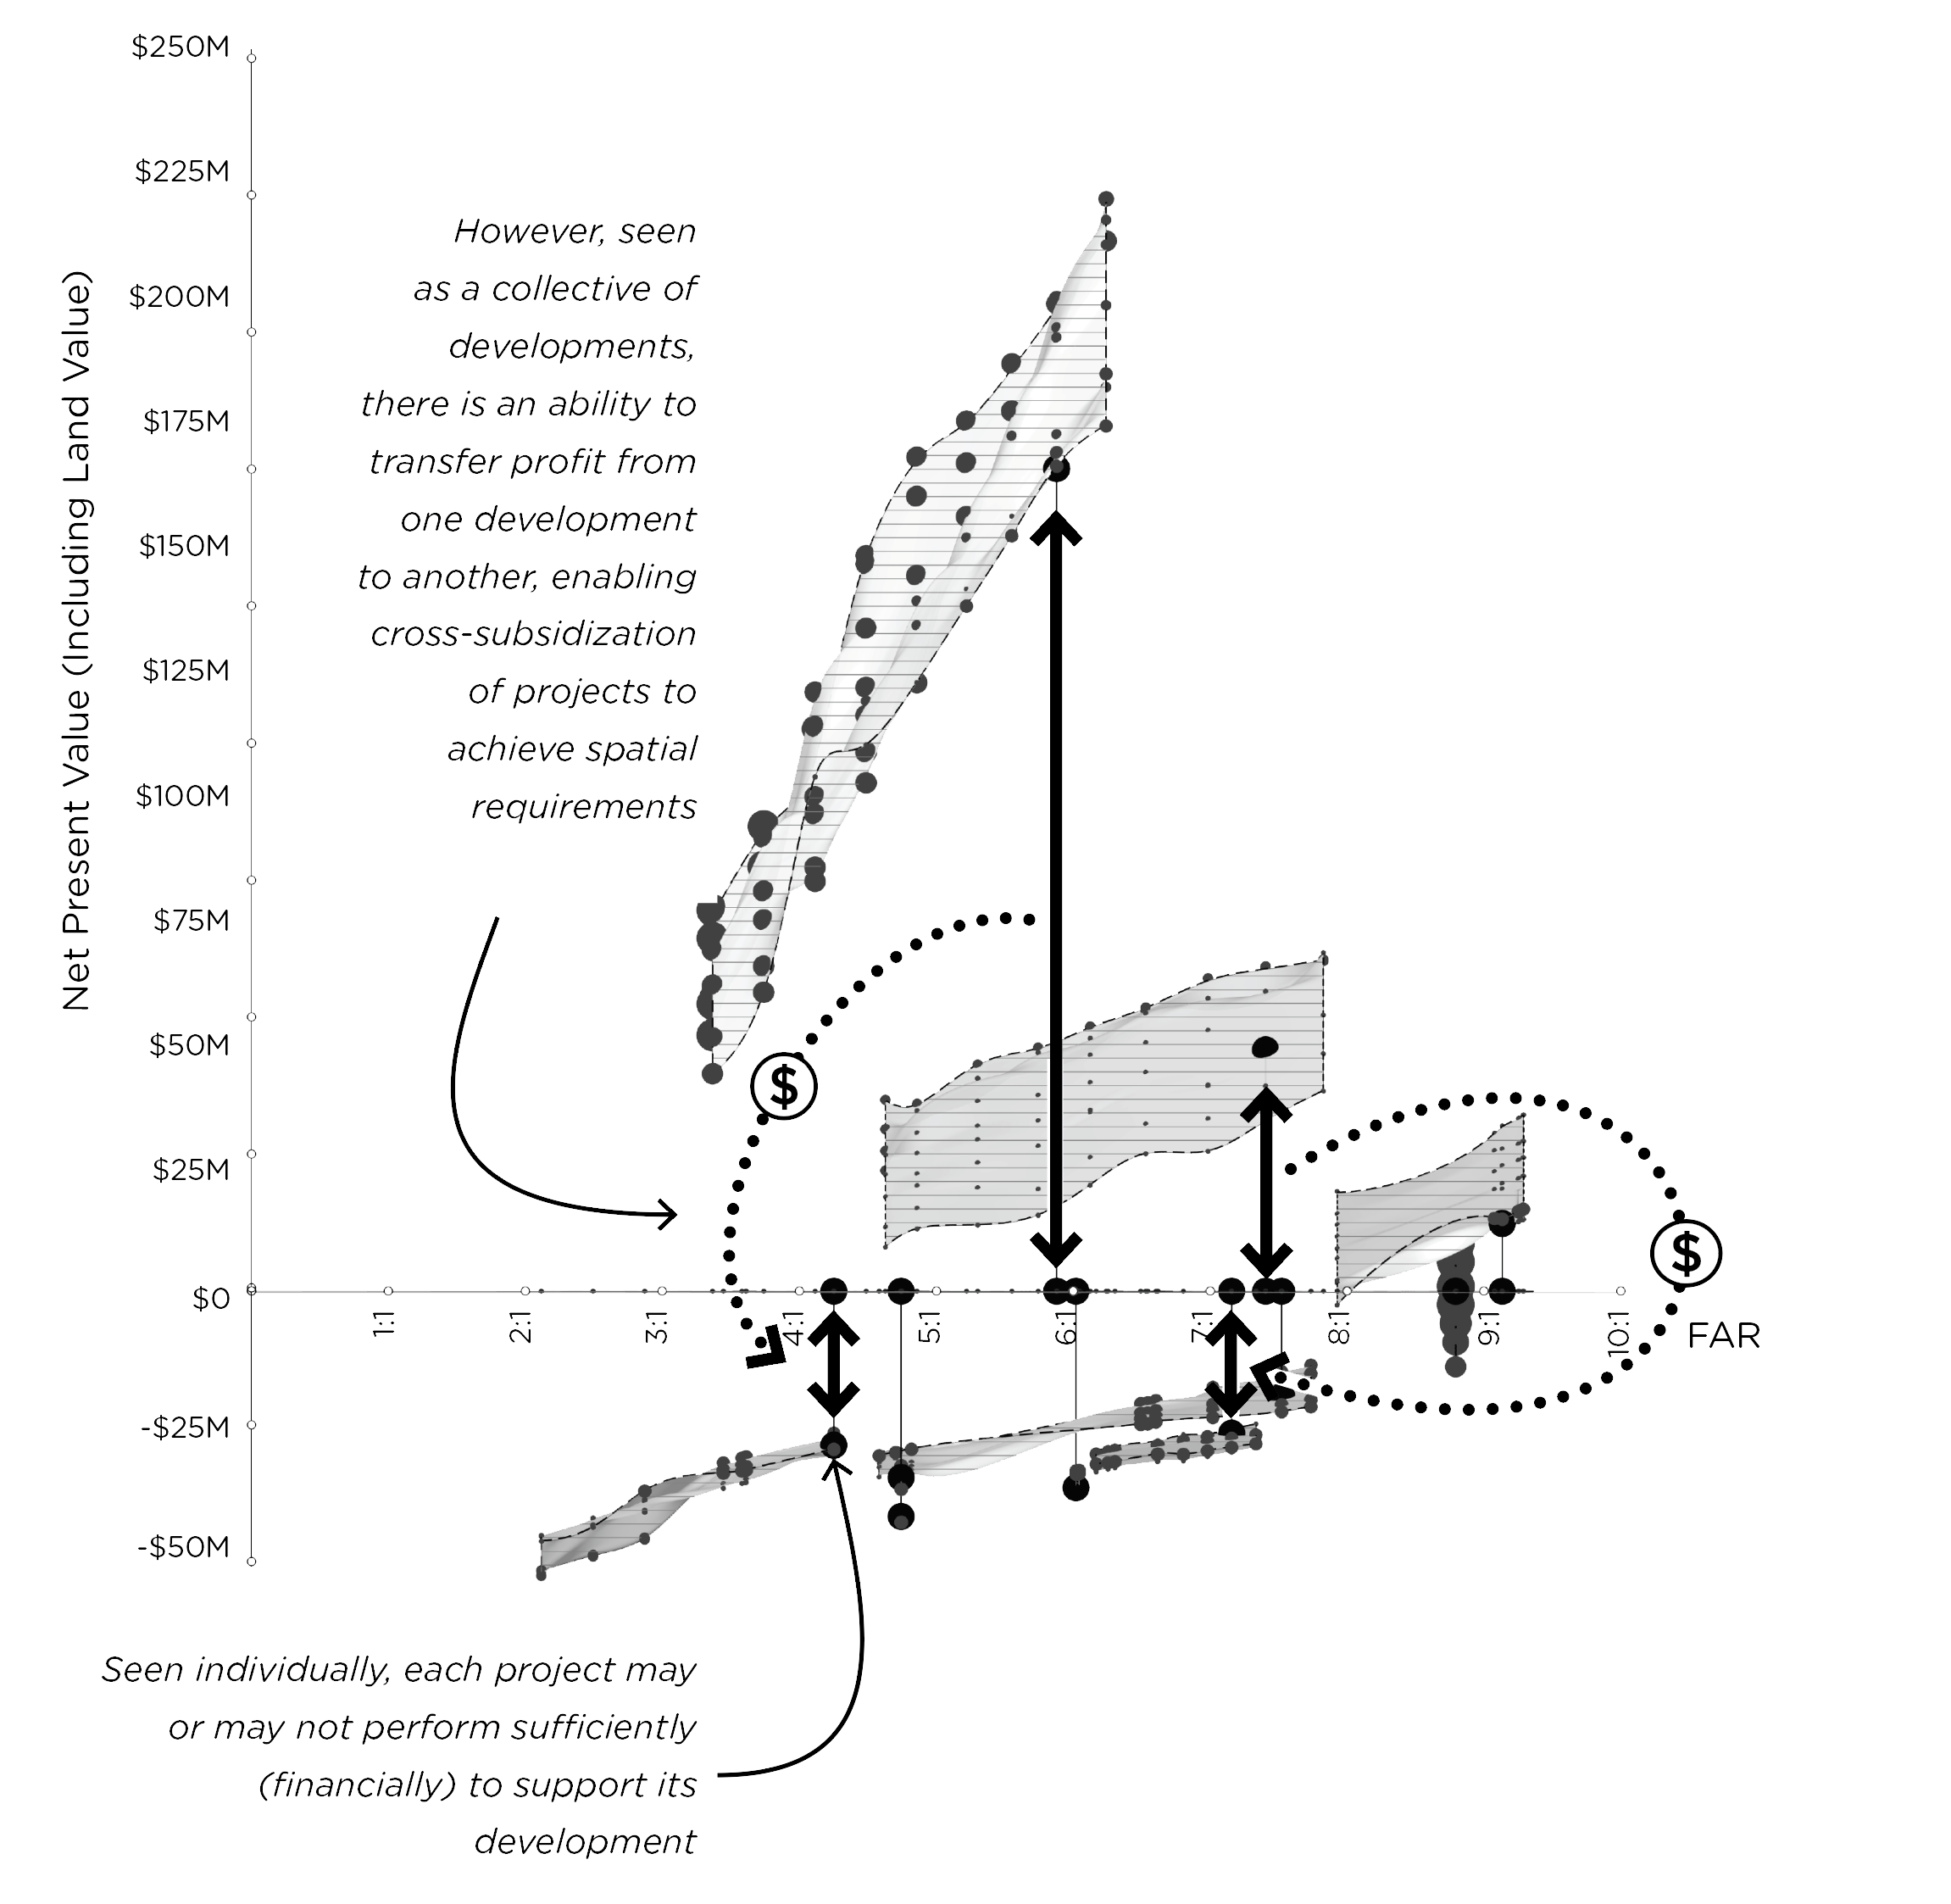 $250M
$225M
$200M
$175M
$150M
$125M
$100M
$75M
$50M
$25M
$0
-$25M
-$50M
Net Present Value (Including Land Value)
However, seen
as a collective of
developments,
there is an ability to
transfer profit from
one development
to another, enabling
cross-subsidization
of projects to
achieve spatial
requirements
$
$
1:1
2:1
3:1
4:1
5:1
6:1
7:1
8:1
9:1
10:1
FAR
Seen individually, each project may
or may not perform sufficiently
(financially) to support its
development